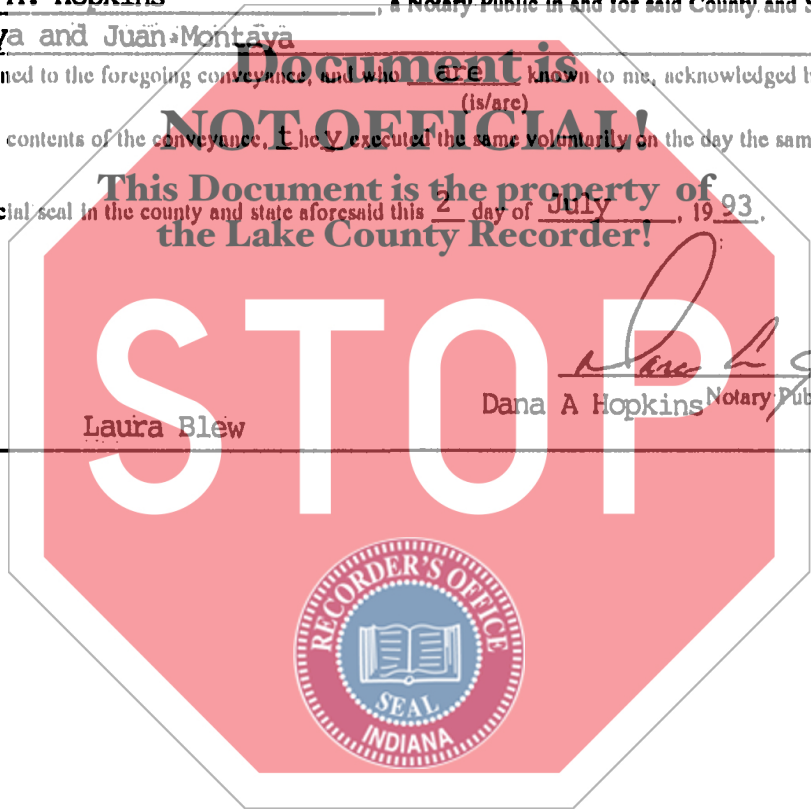 A. HOPKINS, a Notary Public in and for said County and S
ya and Juan Montaya
Document is
ned to the foregoing conveyance, and who are known to me, acknowledged b
(is/are)
NOT OFFICIAL!
contents of the conveyance, they executed the same voluntarily on the day the sam
This Document is the property of
cial seal in the county and state aforesaid this 2 day of July, 19 93.
the Lake County Recorder!
STOP
Dana A Hopkins Notary Pub
Laura Blew
RECORDER'S OFFICE
SEAL
INDIANA